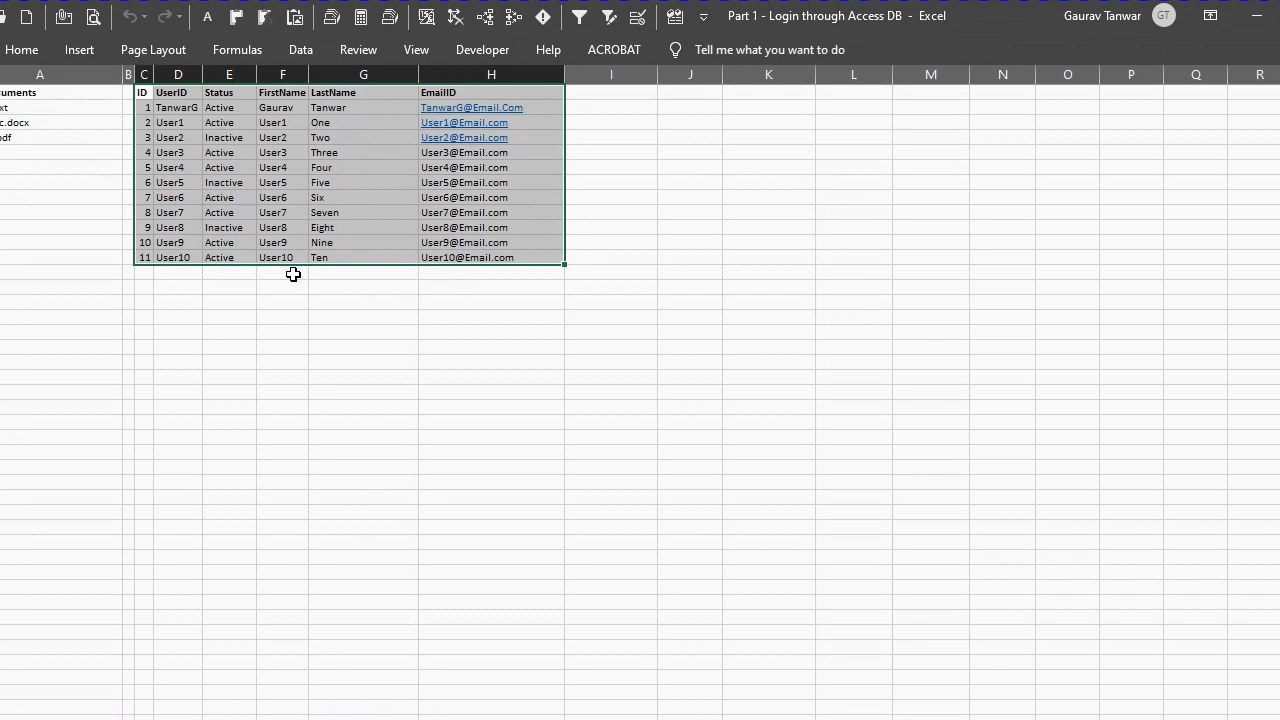 Part 1 - Login through Access DB - Excel
Gaurav Tanwar GT
Home Insert Page Layout Formulas Data Review View Developer Help ACROBAT Tell me what you want to do
A B C D E F G H I J K L M N O P Q R
uments ID UserID Status FirstName LastName EmailID
xt 1 TanwarG Active Gaurav Tanwar TanwarG@Email.Com
c.docx 2 User1 Active User1 One User1@Email.com
pdf 3 User2 Inactive User2 Two User2@Email.com
4 User3 Active User3 Three User3@Email.com
5 User4 Active User4 Four User4@Email.com
6 User5 Inactive User5 Five User5@Email.com
7 User6 Active User6 Six User6@Email.com
8 User7 Active User7 Seven User7@Email.com
9 User8 Inactive User8 Eight User8@Email.com
10 User9 Active User9 Nine User9@Email.com
11 User10 Active User10 Ten User10@Email.com